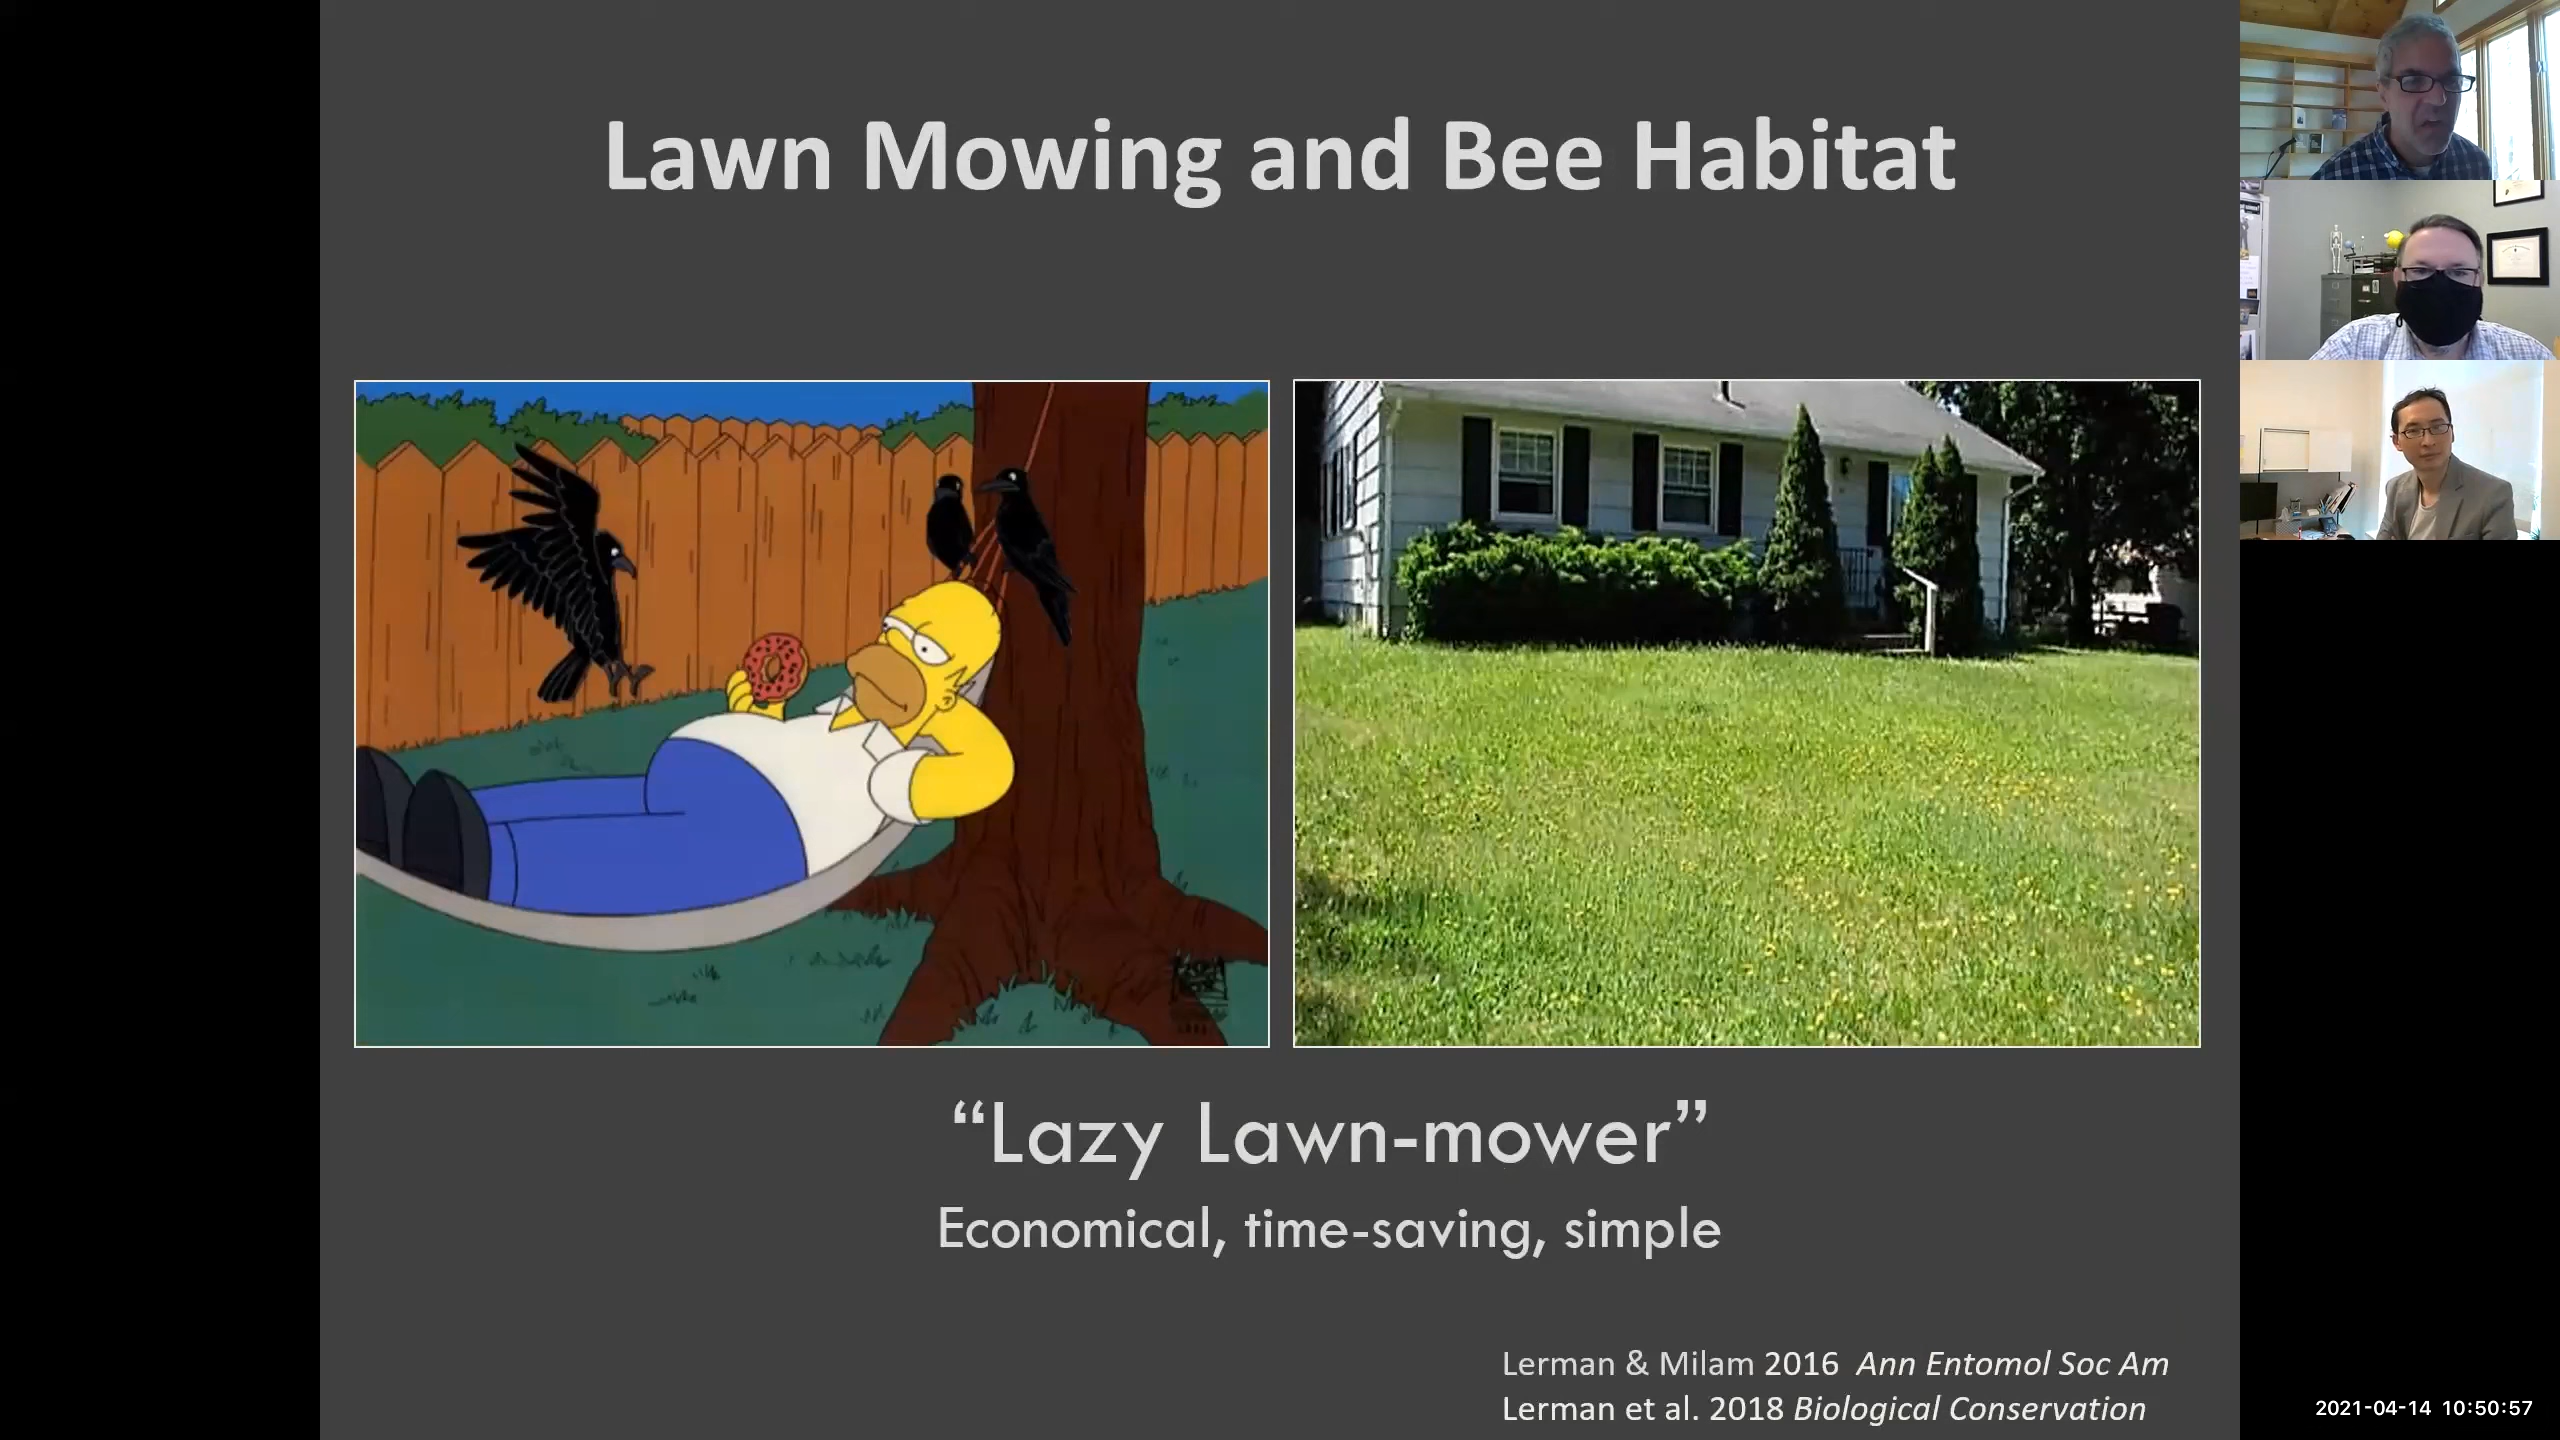 Lawn Mowing and Bee Habitat
“Lazy Lawn-mower”
Economical, time-saving, simple
Lerman & Milam 2016 Ann Entomol Soc Am
Lerman et al. 2018 Biological Conservation
2021-04-14 10:50:57